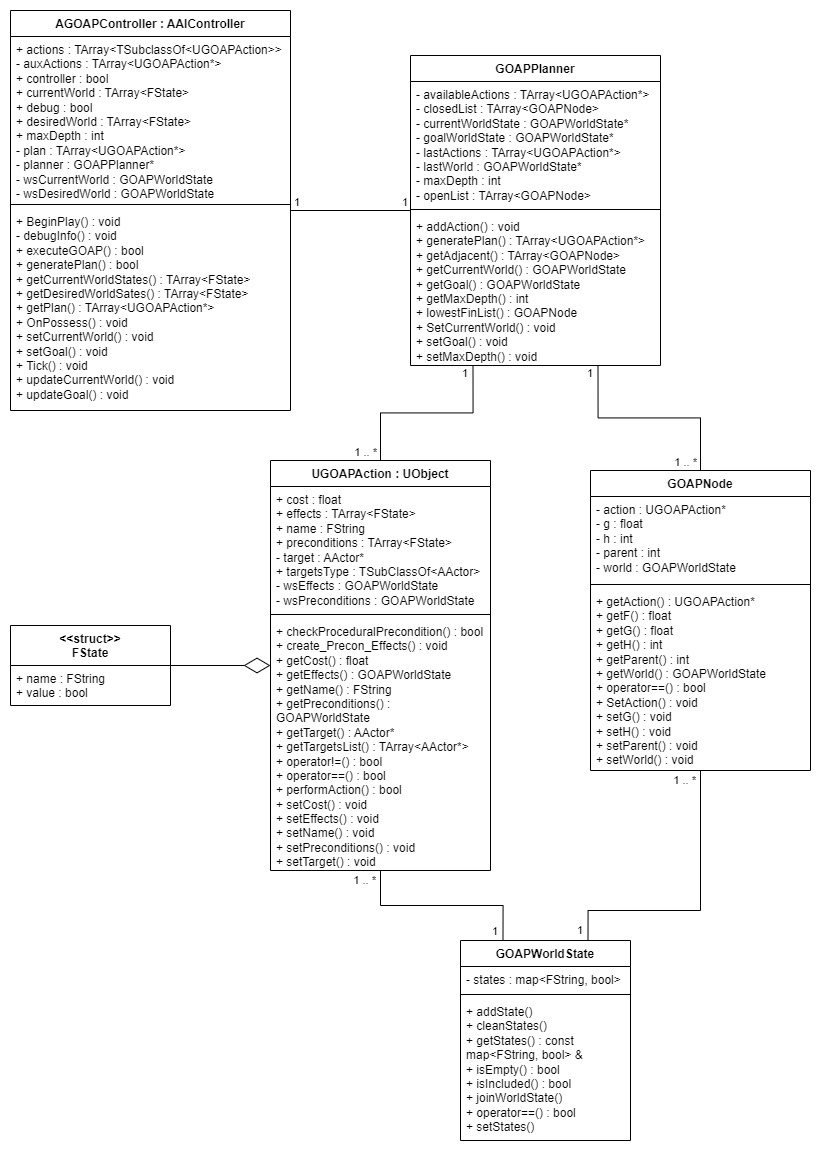 AGOAPController : AAIController
+ actions : TArray<TSubclassOf<UGOAPAction>>
- auxActions : TArray<UGOAPAction*>
+ controller : bool
+ currentWorld : TArray<FState>
+ debug : bool
+ desiredWorld : TArray<FState>
+ maxDepth : int
- plan : TArray<UGOAPAction*>
- planner : GOAPPlanner*
- wsCurrentWorld : GOAPWorldState
- wsDesiredWorld : GOAPWorldState
+ BeginPlay() : void
- debugInfo() : void
+ executeGOAP() : bool
+ generatePlan() : bool
+ getCurrentWorldStates() : TArray<FState>
+ getDesiredWorldSates() : TArray<FState>
+ getPlan() : TArray<UGOAPAction*>
+ OnPossess() : void
+ setCurrentWorld() : void
+ setGoal() : void
+ Tick() : void
+ updateCurrentWorld() : void
+ updateGoal() : void
1
1
GOAPPlanner
- availableActions : TArray<UGOAPAction*>
- closedList : TArray<GOAPNode>
- currentWorldState : GOAPWorldState*
- goalWorldState : GOAPWorldState*
- lastActions : TArray<UGOAPAction*>
- lastWorld : GOAPWorldState*
- maxDepth : int
- openList : TArray<GOAPNode>
+ addAction() : void
+ generatePlan() : TArray<UGOAPAction*>
+ getAdjacent() : TArray<GOAPNode>
+ getCurrentWorld() : GOAPWorldState
+ getGoal() : GOAPWorldState
+ getMaxDepth() : int
+ lowestFinList() : GOAPNode
+ SetCurrentWorld() : void
+ setGoal() : void
+ setMaxDepth() : void
1
1
1 .. *
1 .. *
UGOAPAction : UObject
+ cost : float
+ effects : TArray<FState>
+ name : FString
+ preconditions : TArray<FState>
- target : AActor*
+ targetsType : TSubClassOf<AActor>
- wsEffects : GOAPWorldState
- wsPreconditions : GOAPWorldState
+ checkProceduralPrecondition() : bool
+ create_Precon_Effects() : void
+ getCost() : float
+ getEffects() : GOAPWorldState
+ getName() : FString
+ getPreconditions() :
GOAPWorldState
+ getTarget() : AActor*
+ getTargetsList() : TArray<AActor*>
+ operator!=() : bool
+ operator==() : bool
+ performAction() : bool
+ setCost() : void
+ setEffects() : void
+ setName() : void
+ setPreconditions() : void
+ setTarget() : void
GOAPNode
- action : UGOAPAction*
- g : float
- h : int
- parent : int
- world : GOAPWorldState
+ getAction() : UGOAPAction*
+ getF() : float
+ getG() : float
+ getH() : int
+ getParent() : int
+ getWorld() : GOAPWorldState
+ operator==() : bool
+ SetAction() : void
+ setG() : void
+ setH() : void
+ setParent() : void
+ setWorld() : void
<<struct>>
FState
+ name : FString
+ value : bool
1 .. *
1 .. *
1
1
GOAPWorldState
- states : map<FString, bool>
+ addState()
+ cleanStates()
+ getStates() : const
map<FString, bool> &
+ isEmpty() : bool
+ isIncluded() : bool
+ joinWorldState()
+ operator==() : bool
+ setStates()